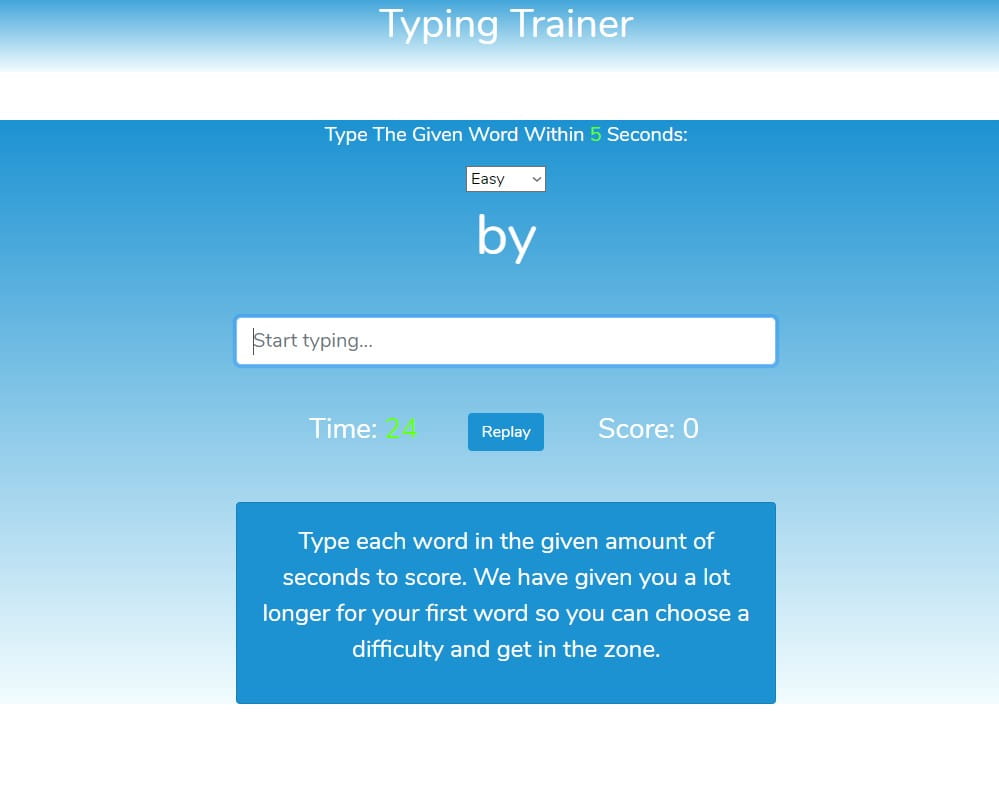 Typing Trainer
Type The Given Word Within 5 Seconds:
Easy
by
Start typing...
Time: 24
Replay
Score: 0
Type each word in the given amount of
seconds to score. We have given you a lot
longer for your first word so you can choose a
difficulty and get in the zone.